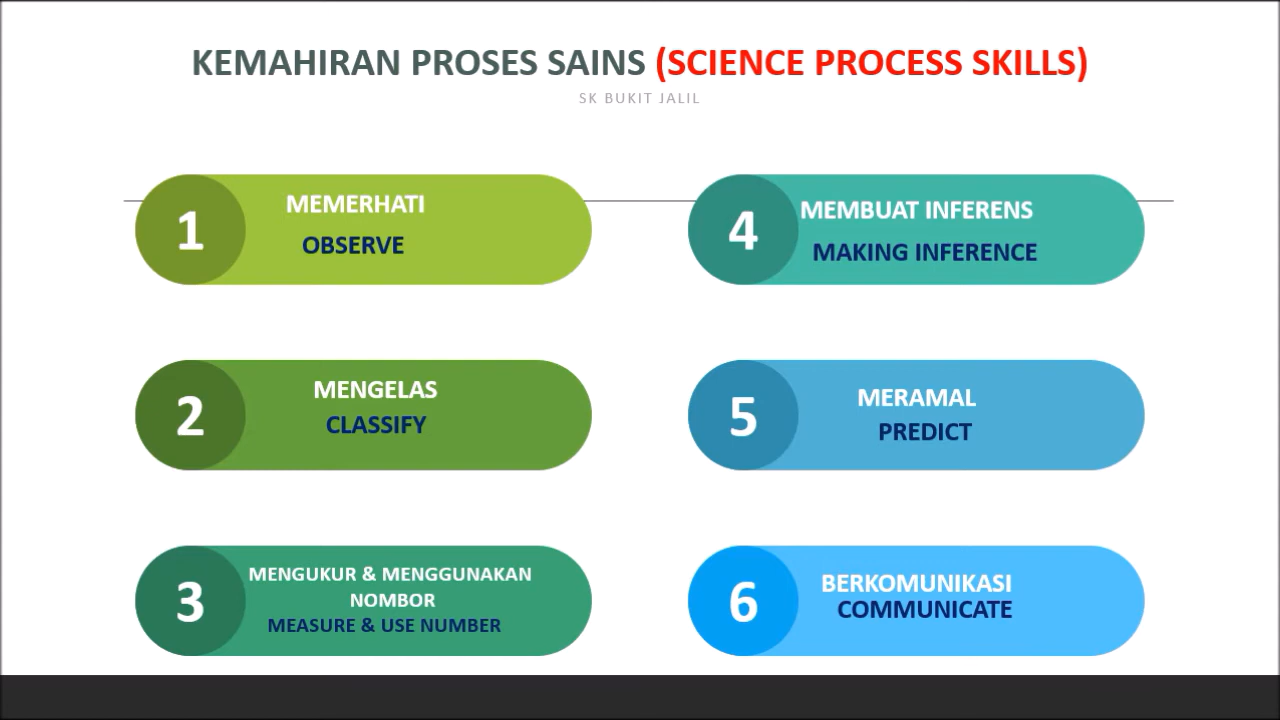 KEMAHIRAN PROSES SAINS (SCIENCE PROCESS SKILLS)
SK BUKIT JALIL
1
MEMERHATI
OBSERVE
2
MENGELAS
CLASSIFY
3
MENGUKUR & MENGGUNAKAN
NOMBOR
MEASURE & USE NUMBER
4
MEMBUAT INFERENS
MAKING INFERENCE
5
MERAMAL
PREDICT
6
BERKOMUNIKASI
COMMUNICATE